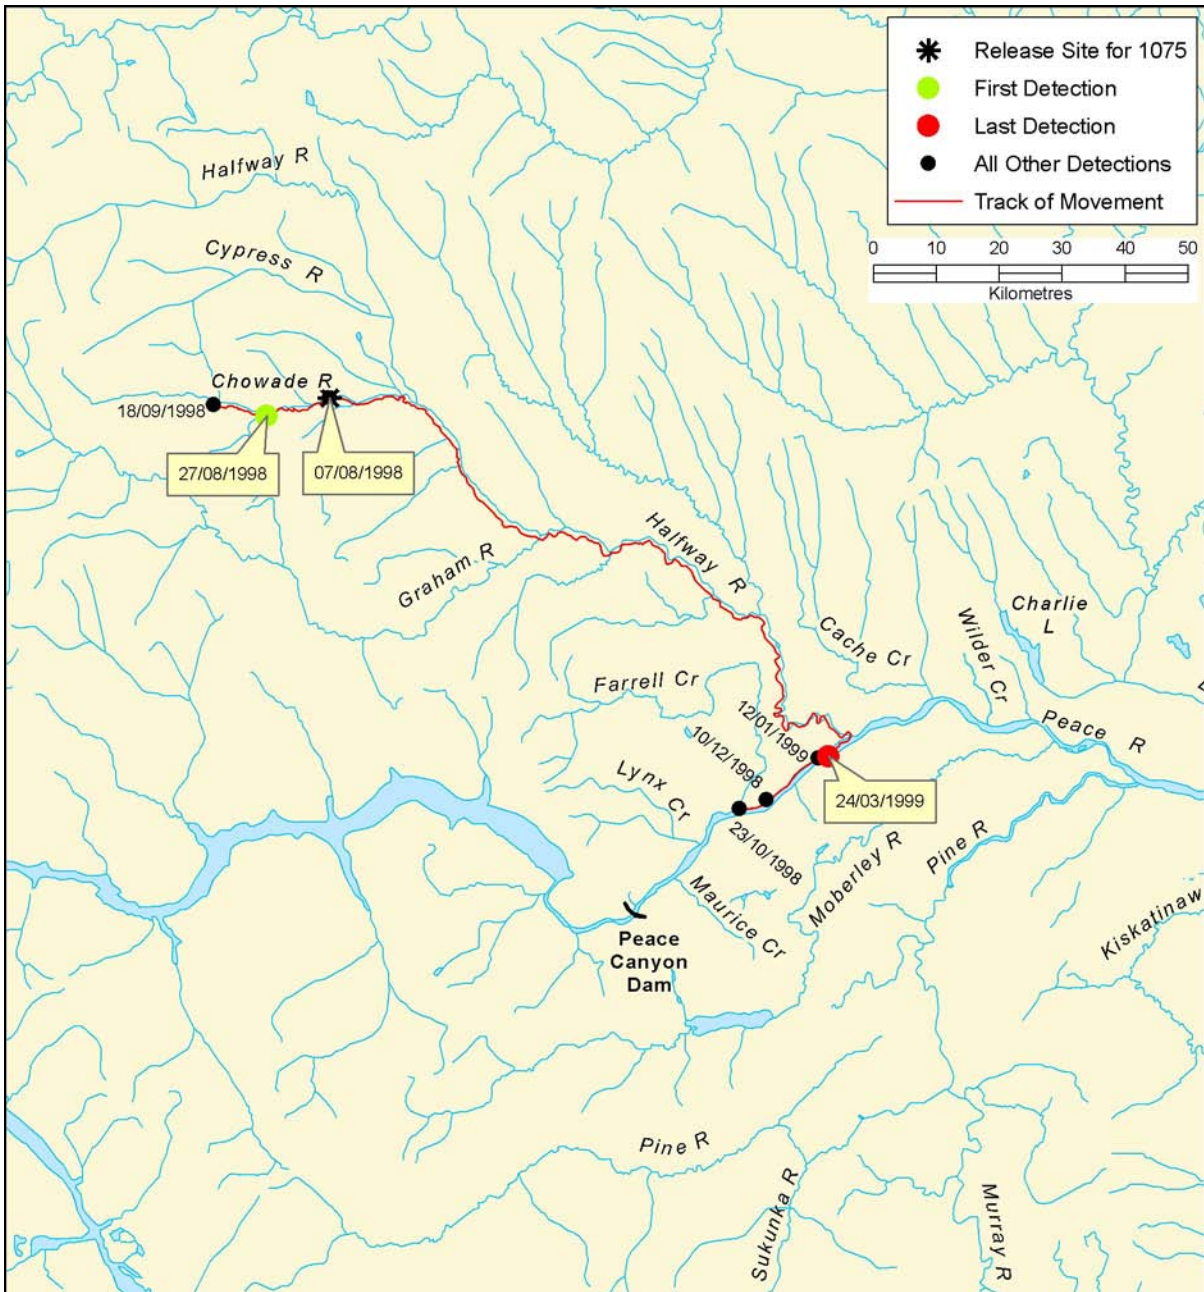 Release Site for 1075
First Detection
Last Detection
All Other Detections
Track of Movement
0 10 20 30 40 50
Kilometres
Halfway R
Cypress R
Chowade R
18/09/1998
27/08/1998
07/08/1998
Graham R
Halfway R
Charlie
L
Cache Cr
Wilder Cr
Farrell Cr
12/01/1999
Peace R
10/12/1998
Lynx Cr
24/03/1999
23/10/1998
Pine R
Moberley R
Maurice Cr
Kiskatinaw
Peace
Canyon
Dam
Pine R
Sukunka R
Murray R